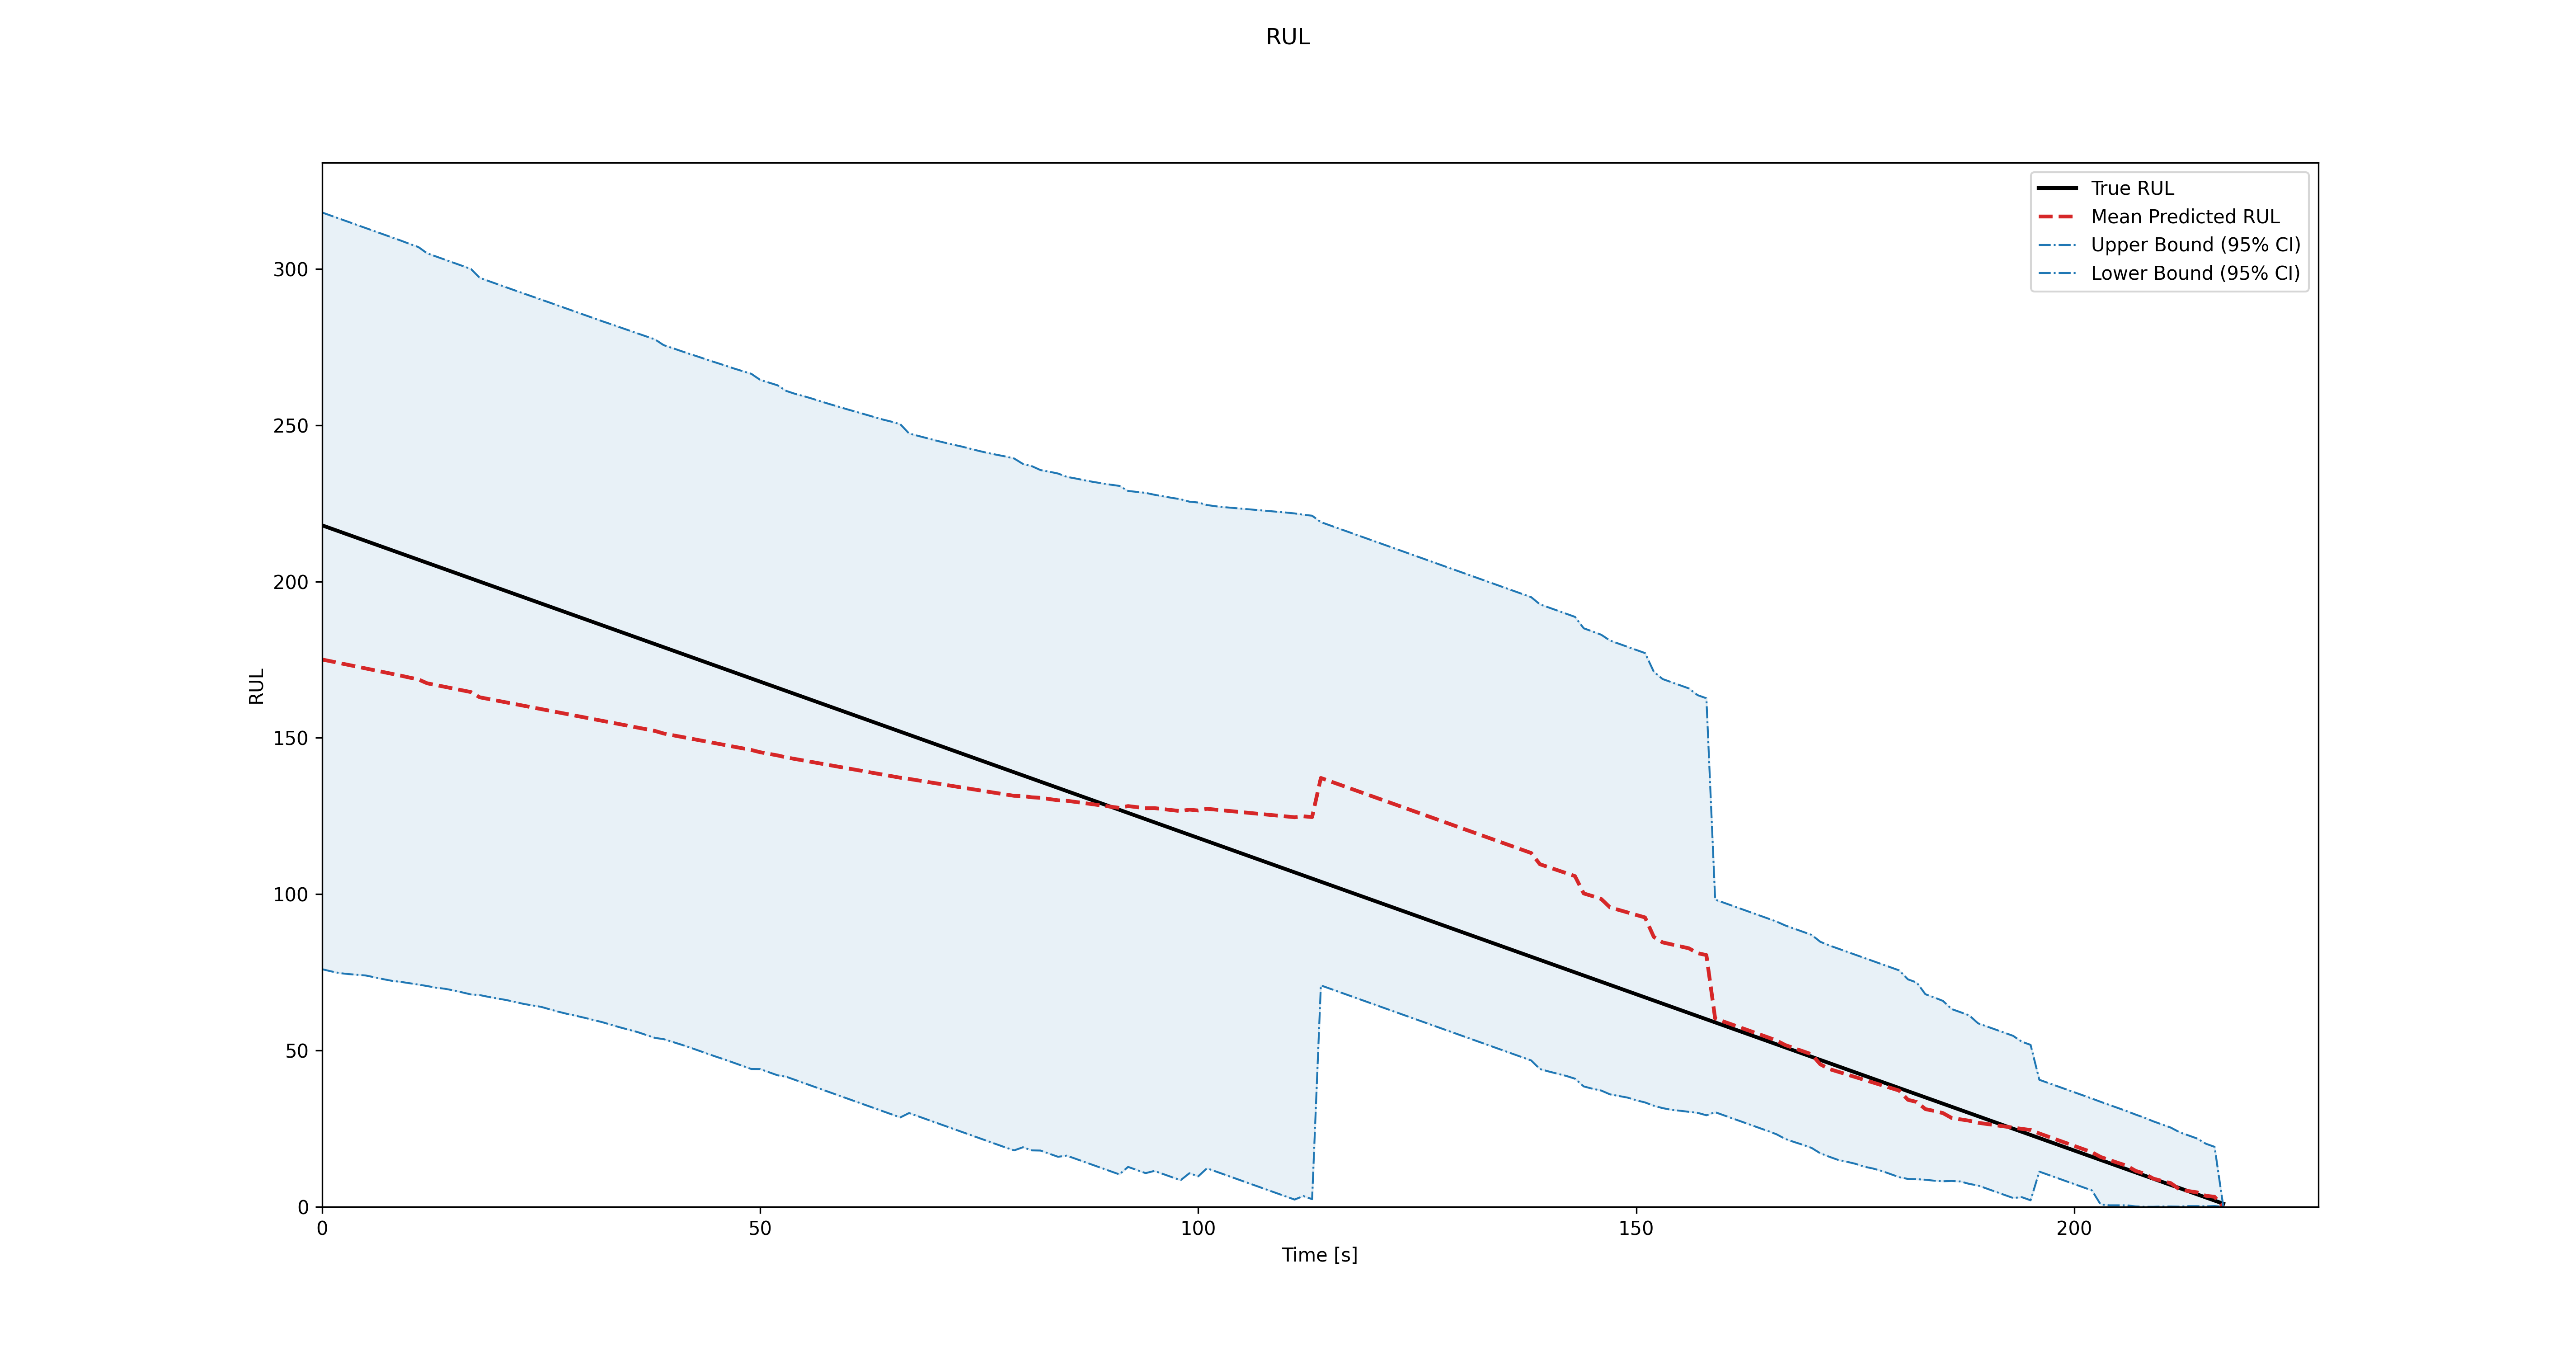 RUL
True RUL
Mean Predicted RUL
Upper Bound (95% CI)
Lower Bound (95% CI)
300
250
200
150
100
50
0
RUL
0 50 100 150 200
Time [s]